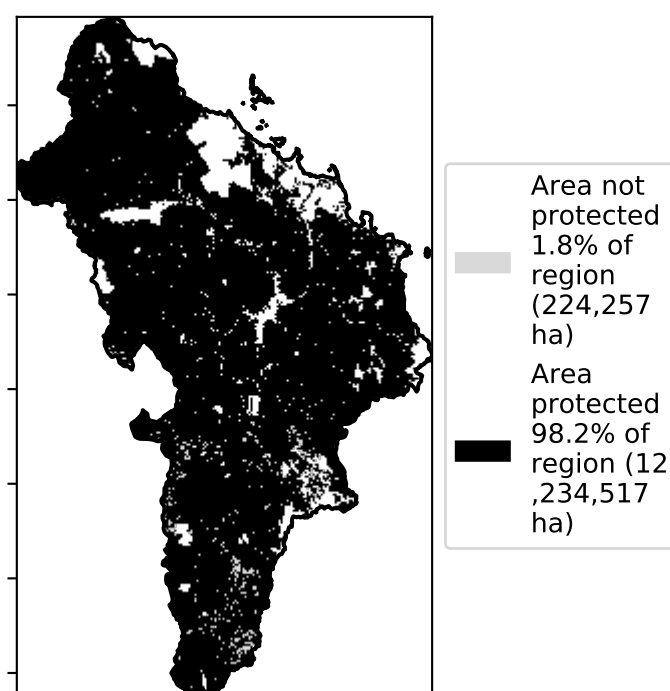 Area not
protected
1.8% of
region
(224,257
ha)
Area
protected
98.2% of
region (12
,234,517
ha)